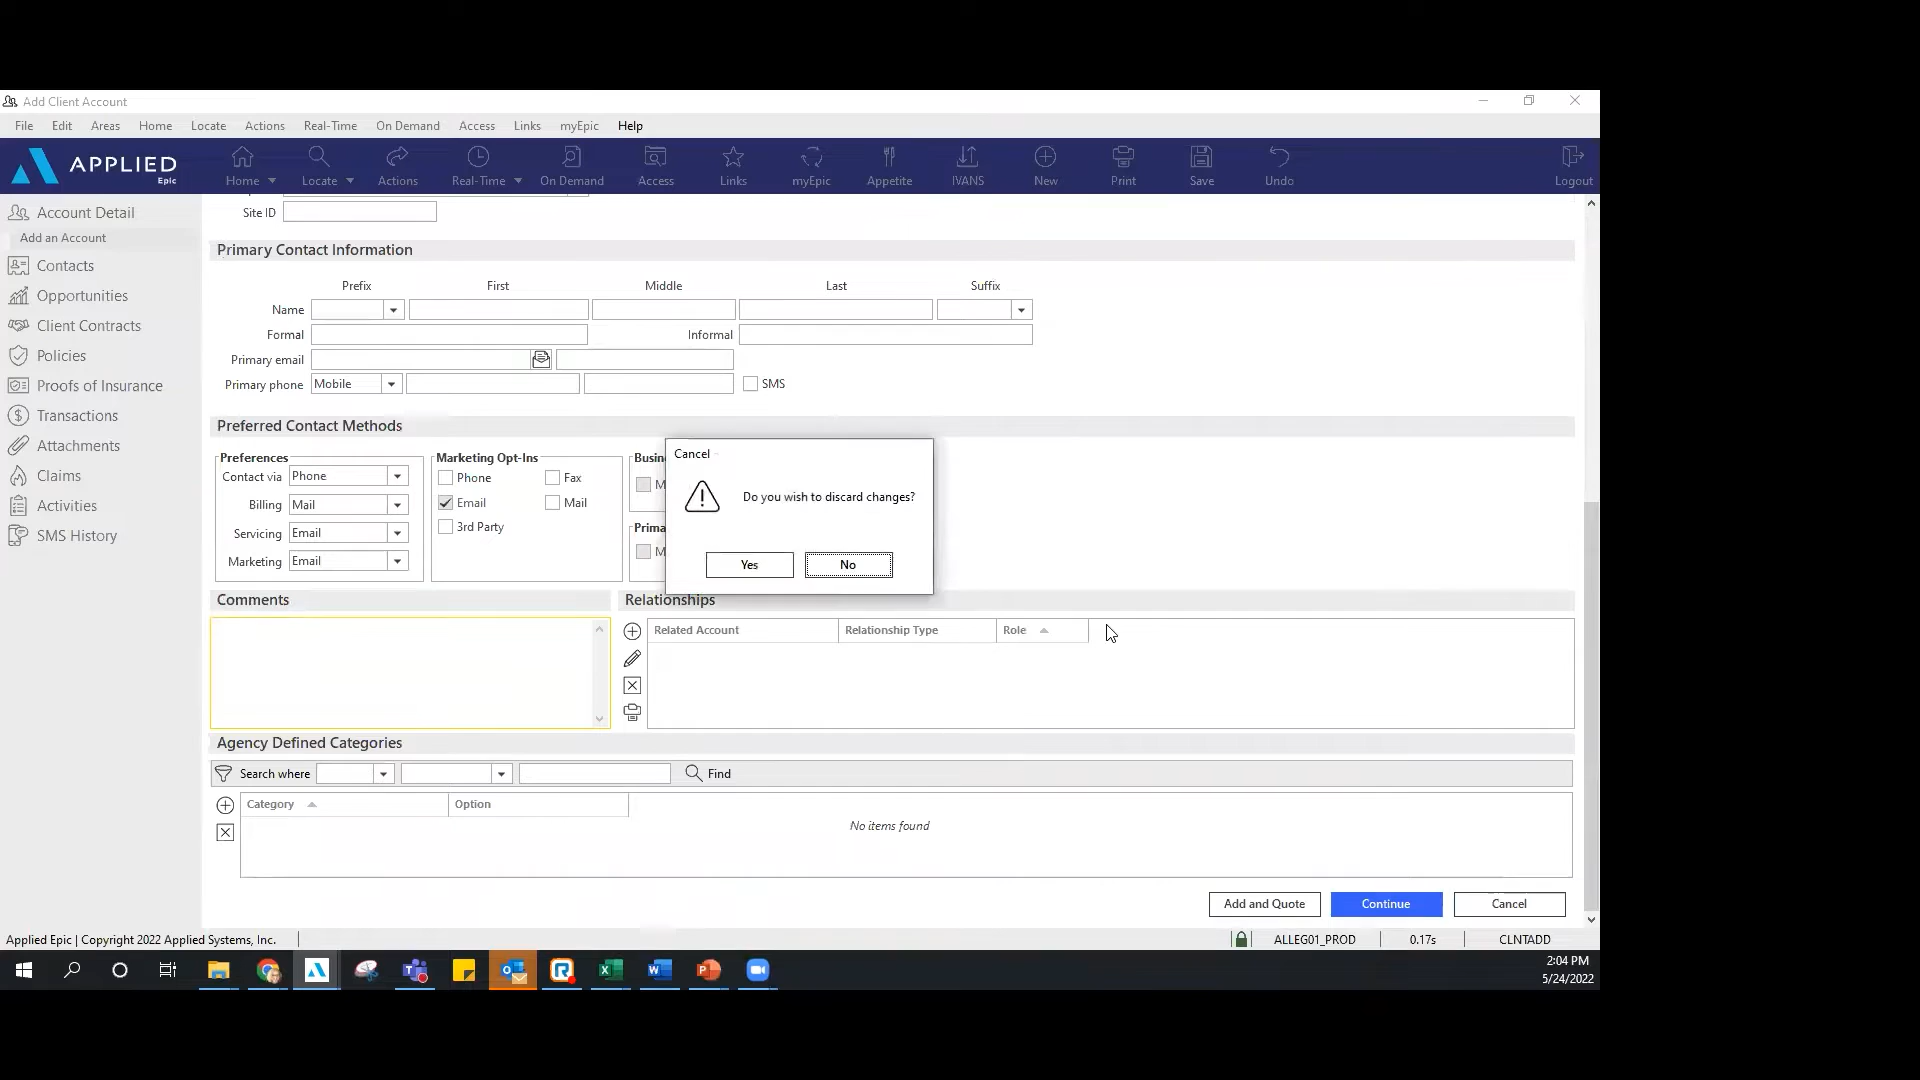 Add Client Account
File Edit Areas Home Locate Actions Real-Time On Demand Access Links myEpic Help
APPLIED
Epic
Home Locate Actions Real-Time On Demand Access Links myEpic Appetite IVANS New Print Save Undo Logout
Account Detail
Add an Account
Contacts
Opportunities
Client Contracts
Policies
Proofs of Insurance
Transactions
Attachments
Claims
Activities
SMS History
Site ID
Primary Contact Information
Prefix First Middle Last Suffix
Name
Formal Informal
Primary email
Primary phone Mobile SMS
Preferred Contact Methods
Preferences
Contact via Phone
Billing Mail
Servicing Email
Marketing Email
Marketing Opt-Ins
Phone Fax
Email Mail
3rd Party
Busin
M
Prima
M
Cancel
Do you wish to discard changes?
Yes No
Comments
Relationships
Related Account Relationship Type Role
Agency Defined Categories
Search where Find
Category Option
No items found
Add and Quote Continue Cancel
Applied Epic | Copyright 2022 Applied Systems, Inc.
ALLEG01_PROD 0.17s CLNTADD
2:04 PM
5/24/2022